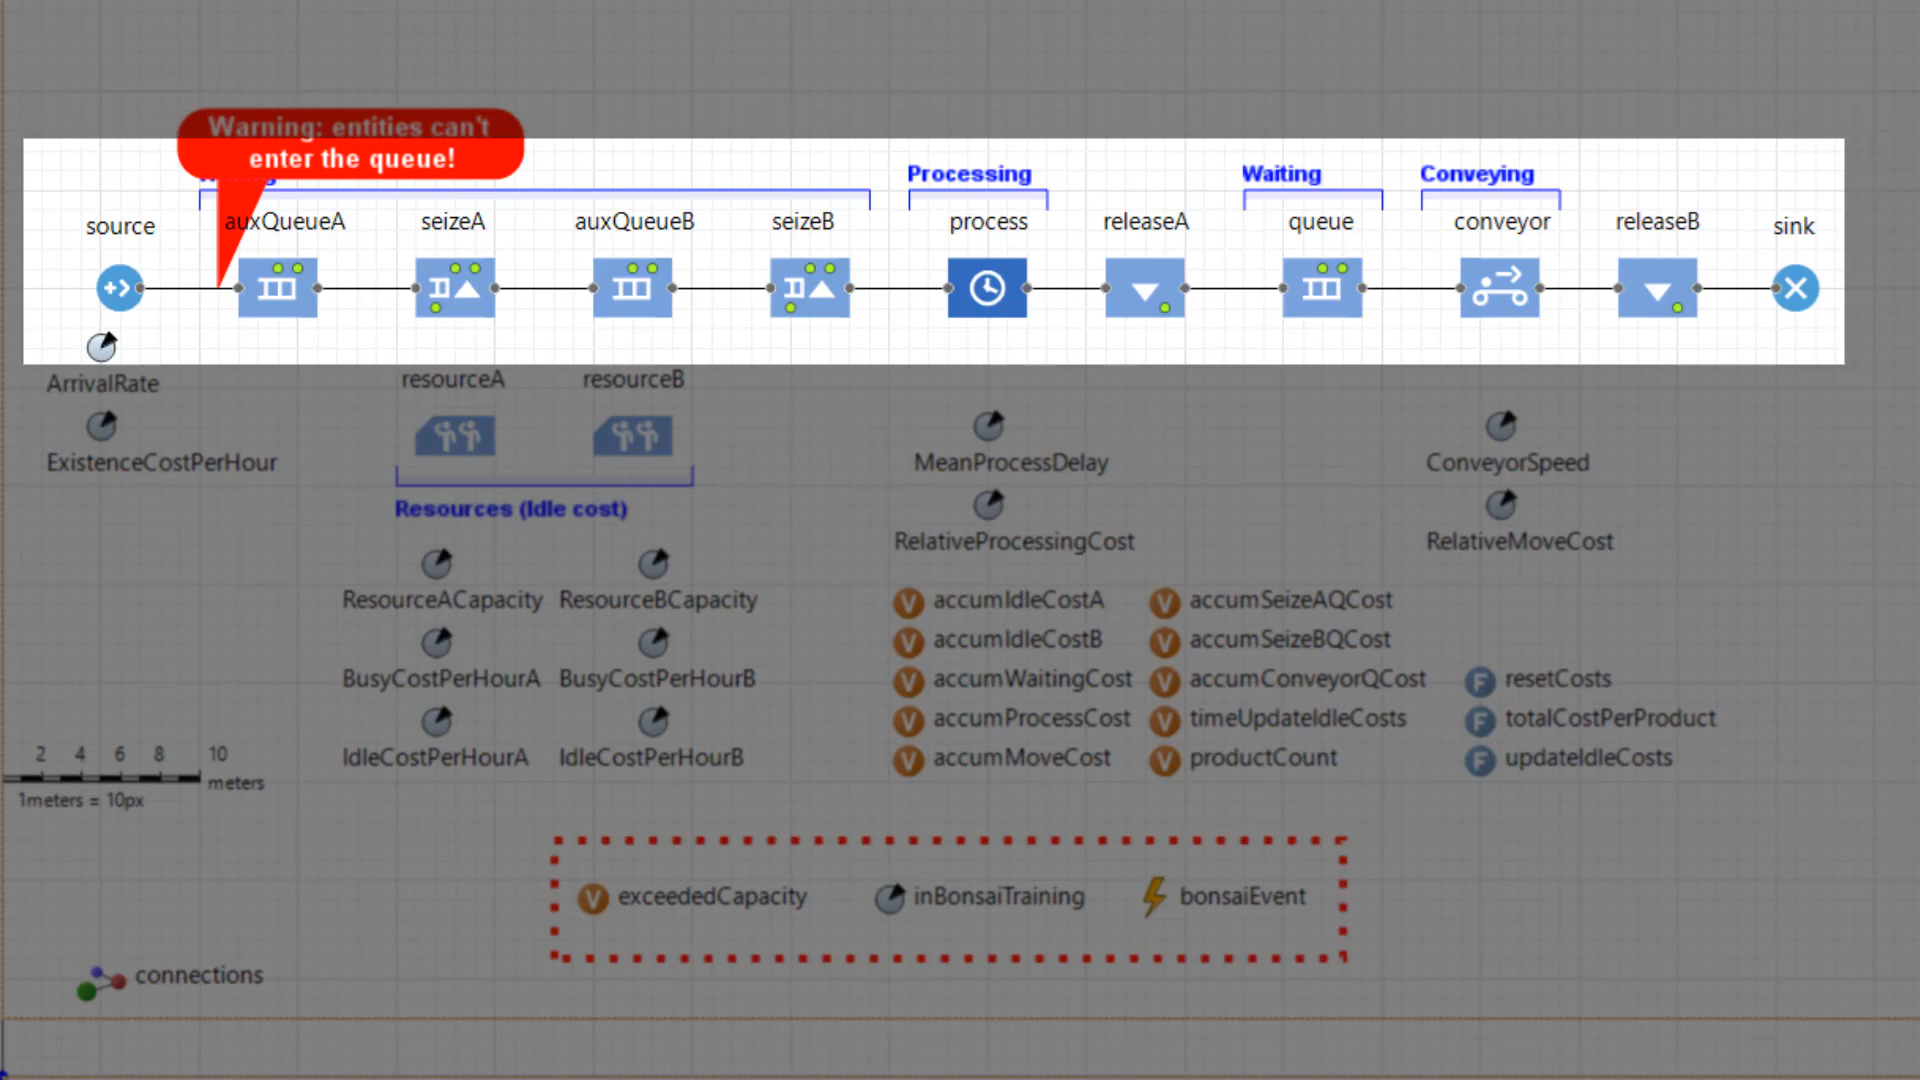 Warning: entities can't
enter the queue!
Processing
Waiting
Conveying
source
auxQueueA
seizeA
auxQueueB
seizeB
process
releaseA
queue
conveyor
releaseB
sink
ArrivalRate
ExistenceCostPerHour
resourceA
resourceB
Resources (Idle cost)
MeanProcessDelay
RelativeProcessingCost
ConveyorSpeed
RelativeMoveCost
ResourceACapacity
ResourceBCapacity
BusyCostPerHourA
BusyCostPerHourB
IdleCostPerHourA
IdleCostPerHourB
V accumIdleCostA
V accumIdleCostB
V accumWaitingCost
V accumProcessCost
V accumMoveCost
V accumSeizeAQCost
V accumSeizeBQCost
V accumConveyorQCost
V timeUpdateIdleCosts
V productCount
F resetCosts
F totalCostPerProduct
F updateIdleCosts
2 4 6 8 10
meters
1meters = 10px
V exceededCapacity
inBonsaiTraining
bonsaiEvent
connections